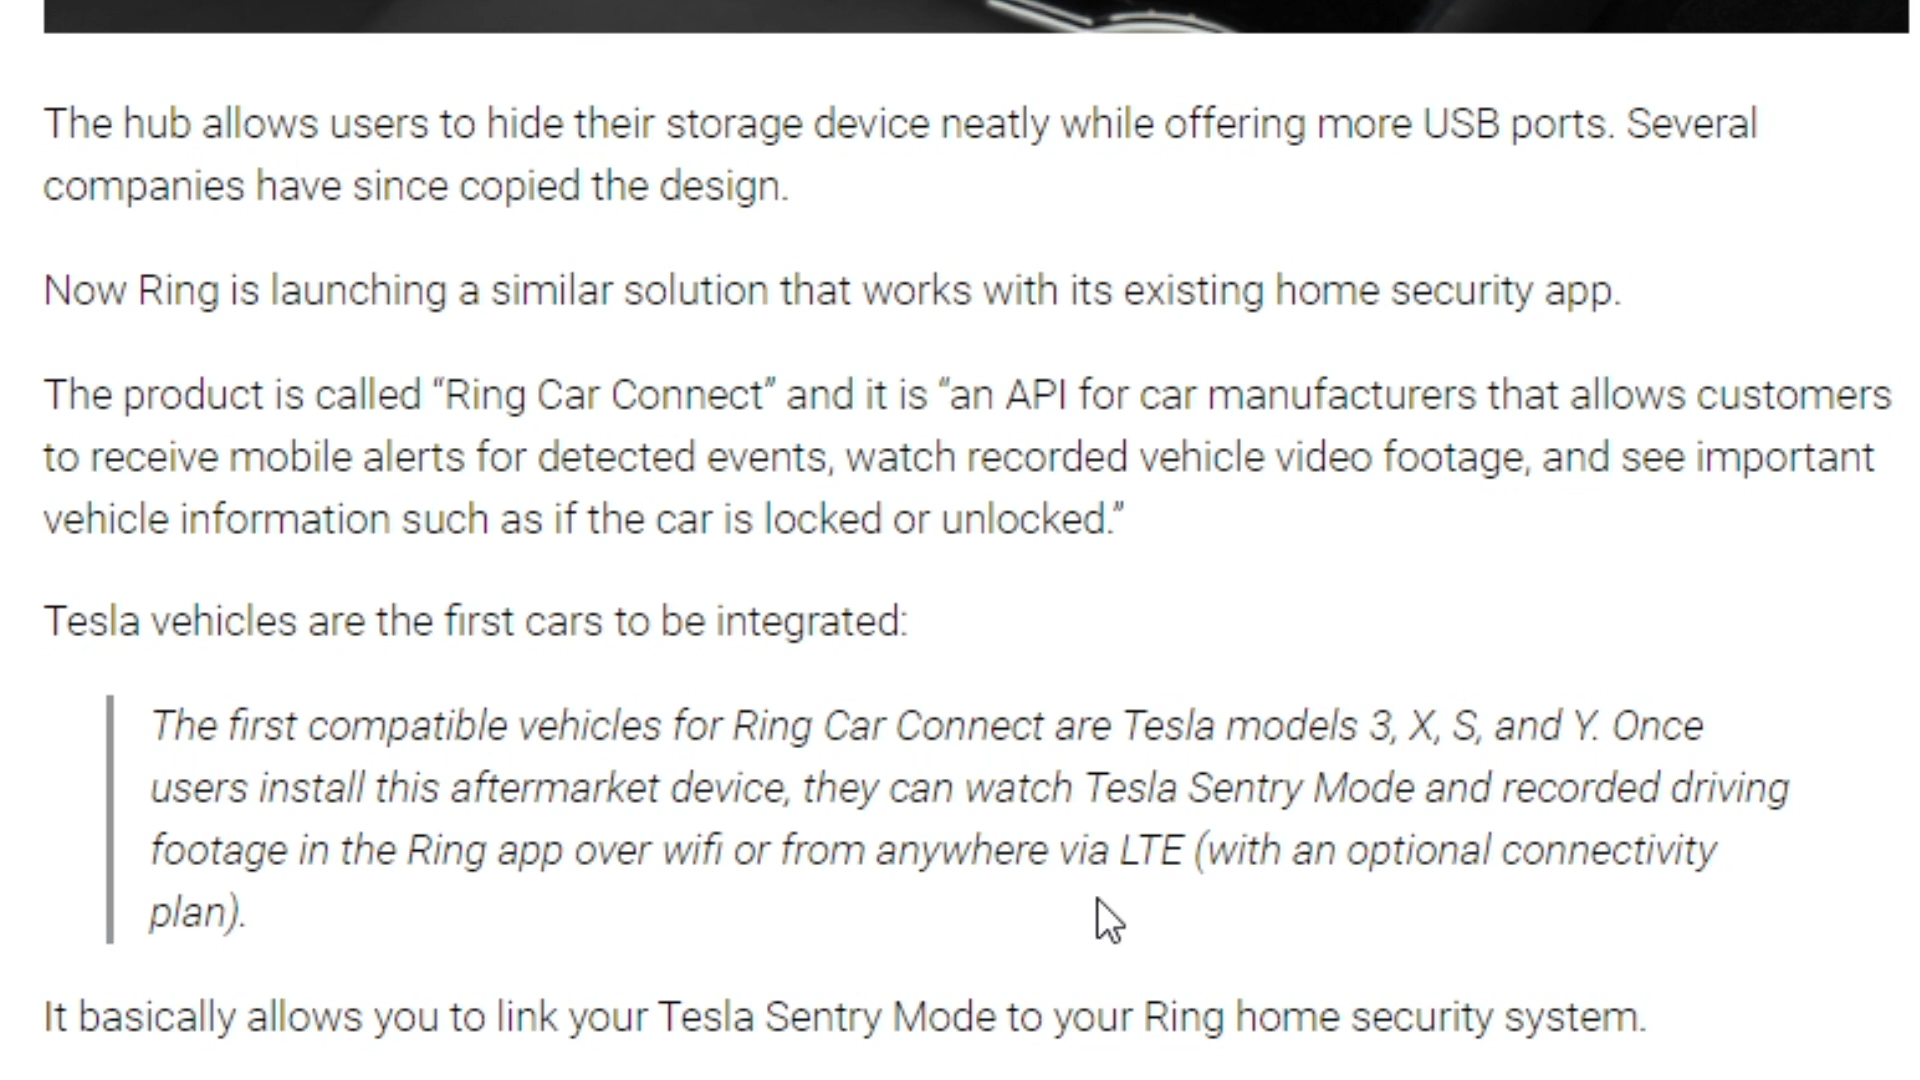 The hub allows users to hide their storage device neatly while offering more USB ports. Several
companies have since copied the design.
Now Ring is launching a similar solution that works with its existing home security app.
The product is called “Ring Car Connect” and it is “an API for car manufacturers that allows customers
to receive mobile alerts for detected events, watch recorded vehicle video footage, and see important
vehicle information such as if the car is locked or unlocked.”
Tesla vehicles are the first cars to be integrated:
The first compatible vehicles for Ring Car Connect are Tesla models 3, X, S, and Y. Once
users install this aftermarket device, they can watch Tesla Sentry Mode and recorded driving
footage in the Ring app over wifi or from anywhere via LTE (with an optional connectivity
plan).
It basically allows you to link your Tesla Sentry Mode to your Ring home security system.